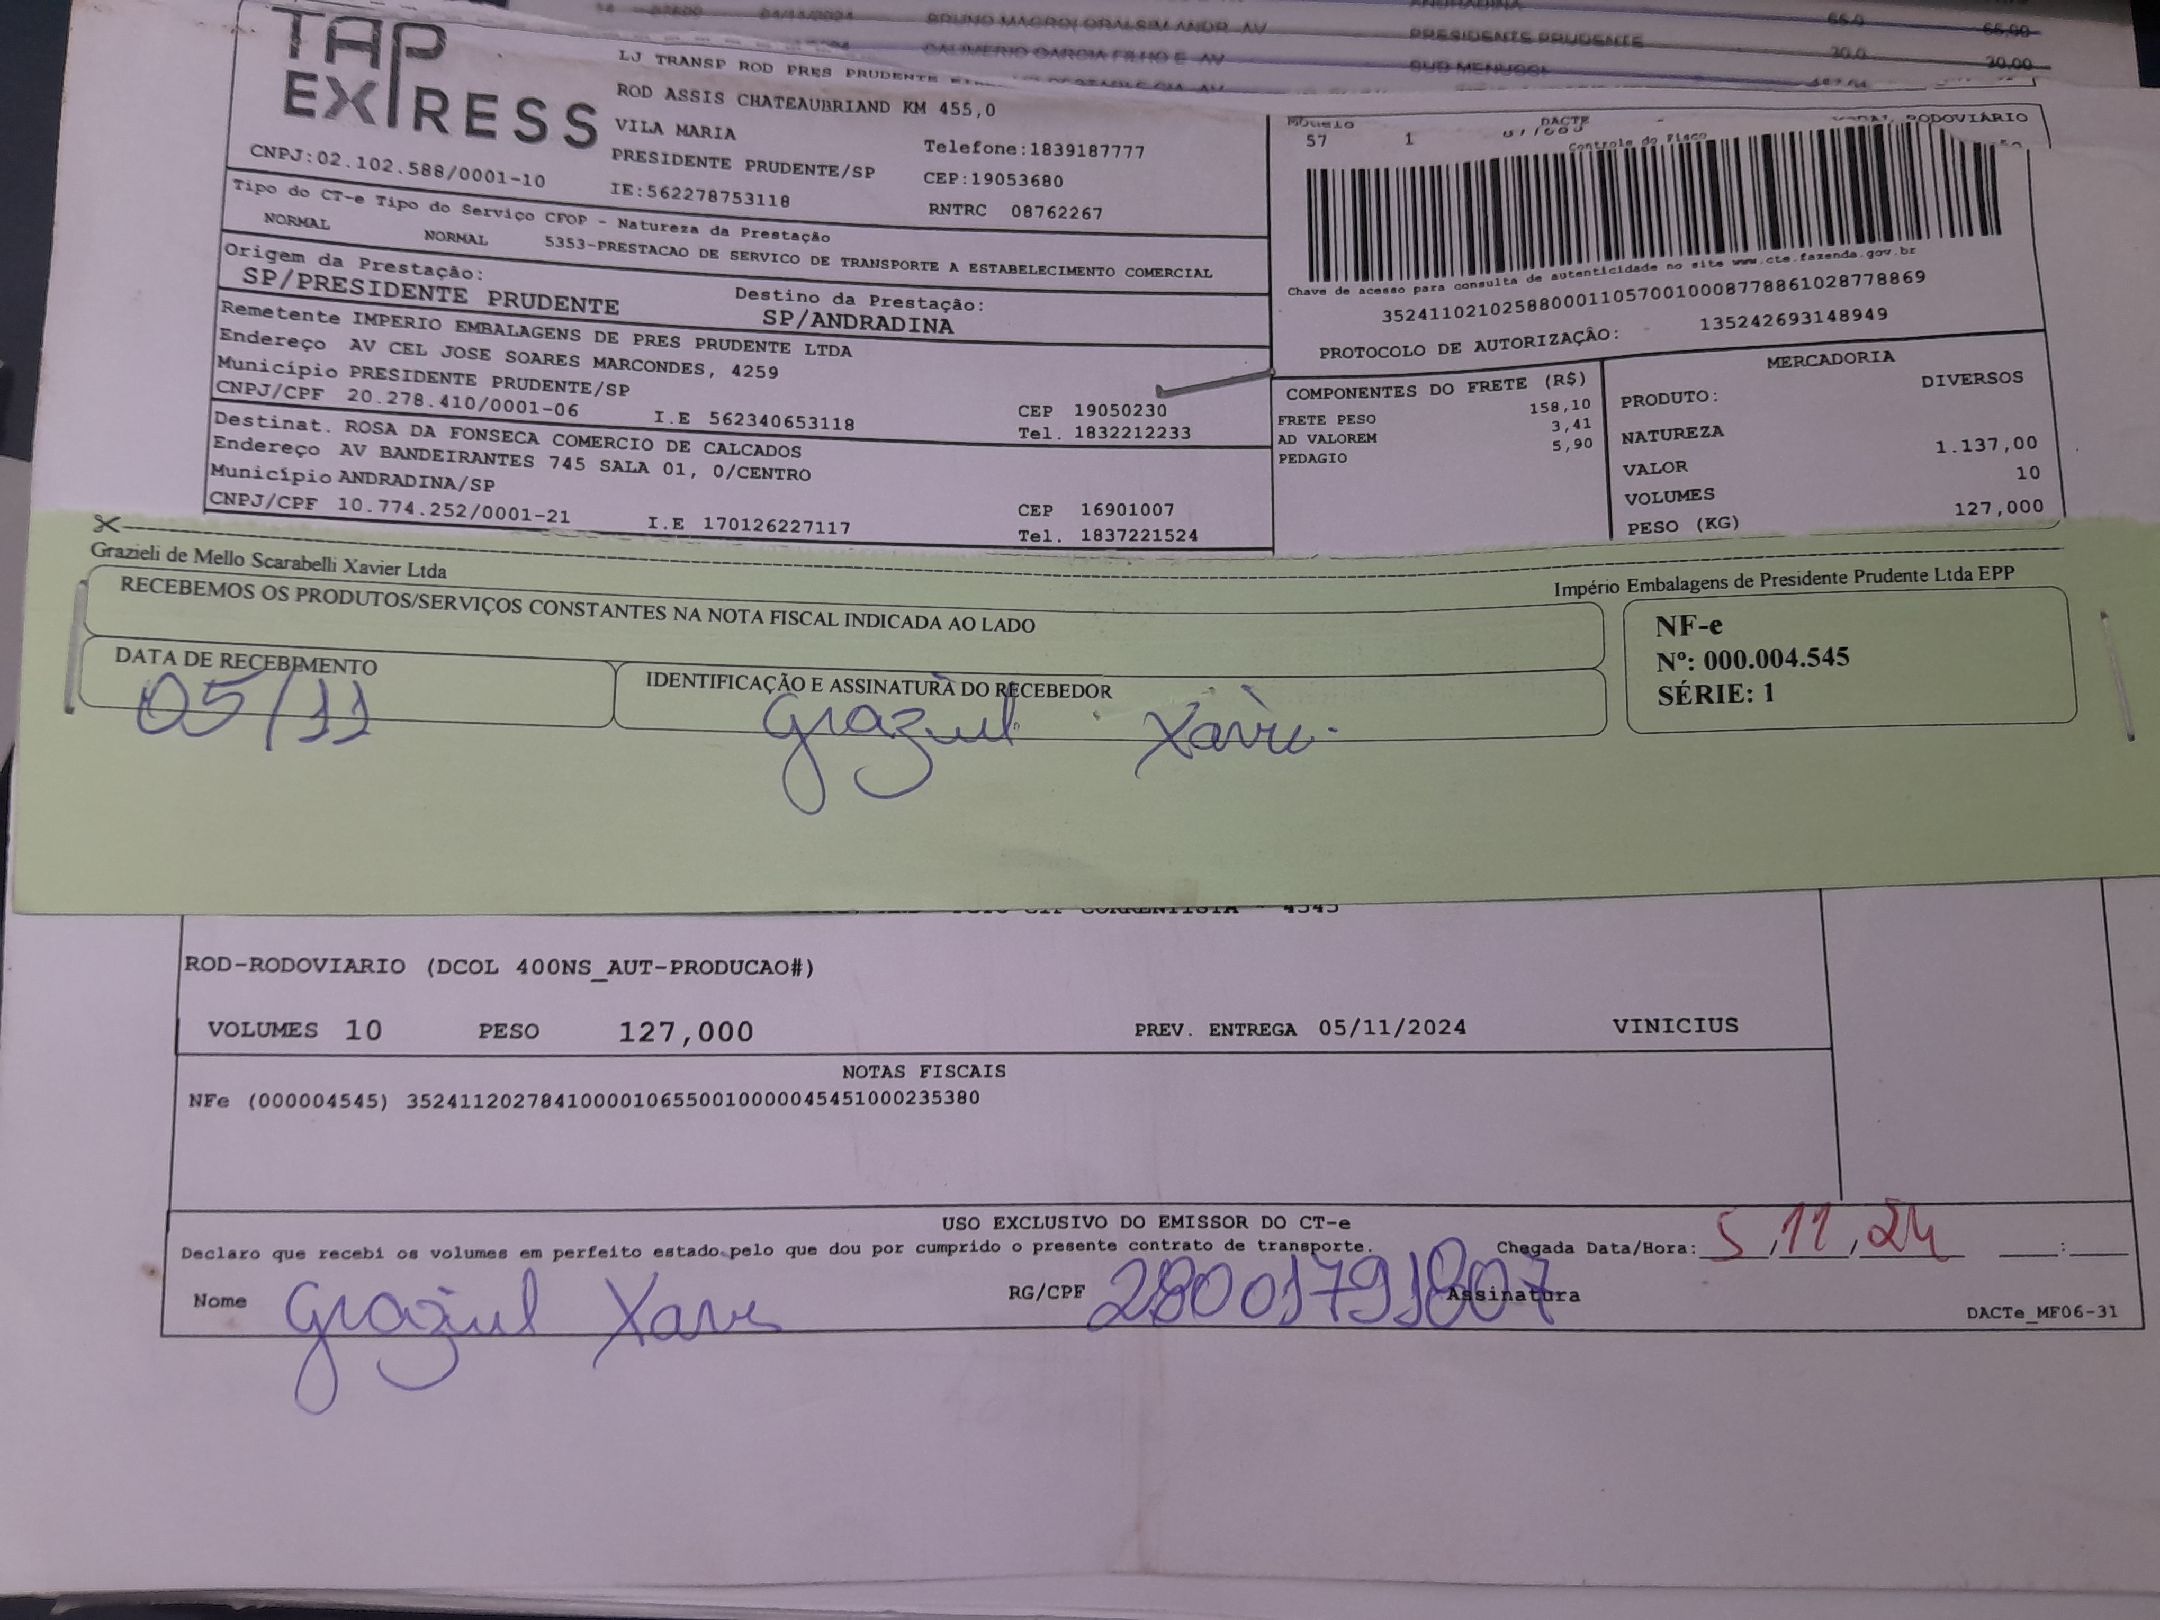 TAP
EXPRESS
LJ TRANSP ROD PRES PRUDENTE
ROD ASSIS CHATEAUBRIAND KM 455,0
VILA MARIA
Telefone:1839187777
PRESIDENTE PRUDENTE/SP
CEP:19053680
CNPJ:02.102.588/0001-10
IE:562278753118
RNTRC 08762267
Modelo
57
1
DACTE
RODOVIÁRIO
Controle do Fisco
Tipo do CT-e Tipo do Serviço CFOP - Natureza da Prestação
NORMAL NORMAL 5353-PRESTACAO DE SERVICO DE TRANSPORTE A ESTABELECIMENTO COMERCIAL
Chave de acesso para consulta de autenticidade no site www.cte.fazenda.gov.br
35241102102588000110570010008778861028778869
PROTOCOLO DE AUTORIZAÇÃO: 135242693148949
Origem da Prestação:
SP/PRESIDENTE PRUDENTE
Destino da Prestação:
SP/ANDRADINA
Remetente IMPERIO EMBALAGENS DE PRES PRUDENTE LTDA
Endereço AV CEL JOSE SOARES MARCONDES, 4259
Município PRESIDENTE PRUDENTE/SP
CEP 19050230
CNPJ/CPF 20.278.410/0001-06 I.E 562340653118
Tel. 1832212233
Destinat. ROSA DA FONSECA COMERCIO DE CALCADOS
Endereço AV BANDEIRANTES 745 SALA 01, 0/CENTRO
Município ANDRADINA/SP
CEP 16901007
CNPJ/CPF 10.774.252/0001-21 I.E 170126227117
Tel. 1837221524
COMPONENTES DO FRETE (R$)
FRETE PESO 158,10
AD VALOREM 3,41
PEDAGIO 5,90
MERCADORIA
PRODUTO: DIVERSOS
NATUREZA
VALOR 1.137,00
VOLUMES 10
PESO (KG) 127,000
Grazieli de Mello Scarabelli Xavier Ltda
Império Embalagens de Presidente Prudente Ltda EPP
RECEBEMOS OS PRODUTOS/SERVIÇOS CONSTANTES NA NOTA FISCAL INDICADA AO LADO
NF-e
Nº: 000.004.545
SÉRIE: 1
DATA DE RECEBIMENTO
05/11
IDENTIFICAÇÃO E ASSINATURA DO RECEBEDOR
CORRENTISTA - 4545
ROD-RODOVIARIO (DCOL 400NS_AUT-PRODUCAO#)
VOLUMES 10 PESO 127,000 PREV. ENTREGA 05/11/2024 VINICIUS
NOTAS FISCAIS
NFe (000004545) 35241120278410000106550010000045451000235380
USO EXCLUSIVO DO EMISSOR DO CT-e
Declaro que recebi os volumes em perfeito estado pelo que dou por cumprido o presente contrato de transporte.
Chegada Data/Hora: 5, 11, 24 :
Nome
RG/CPF 28001791807
Assinatura
DACTe_MF06-31